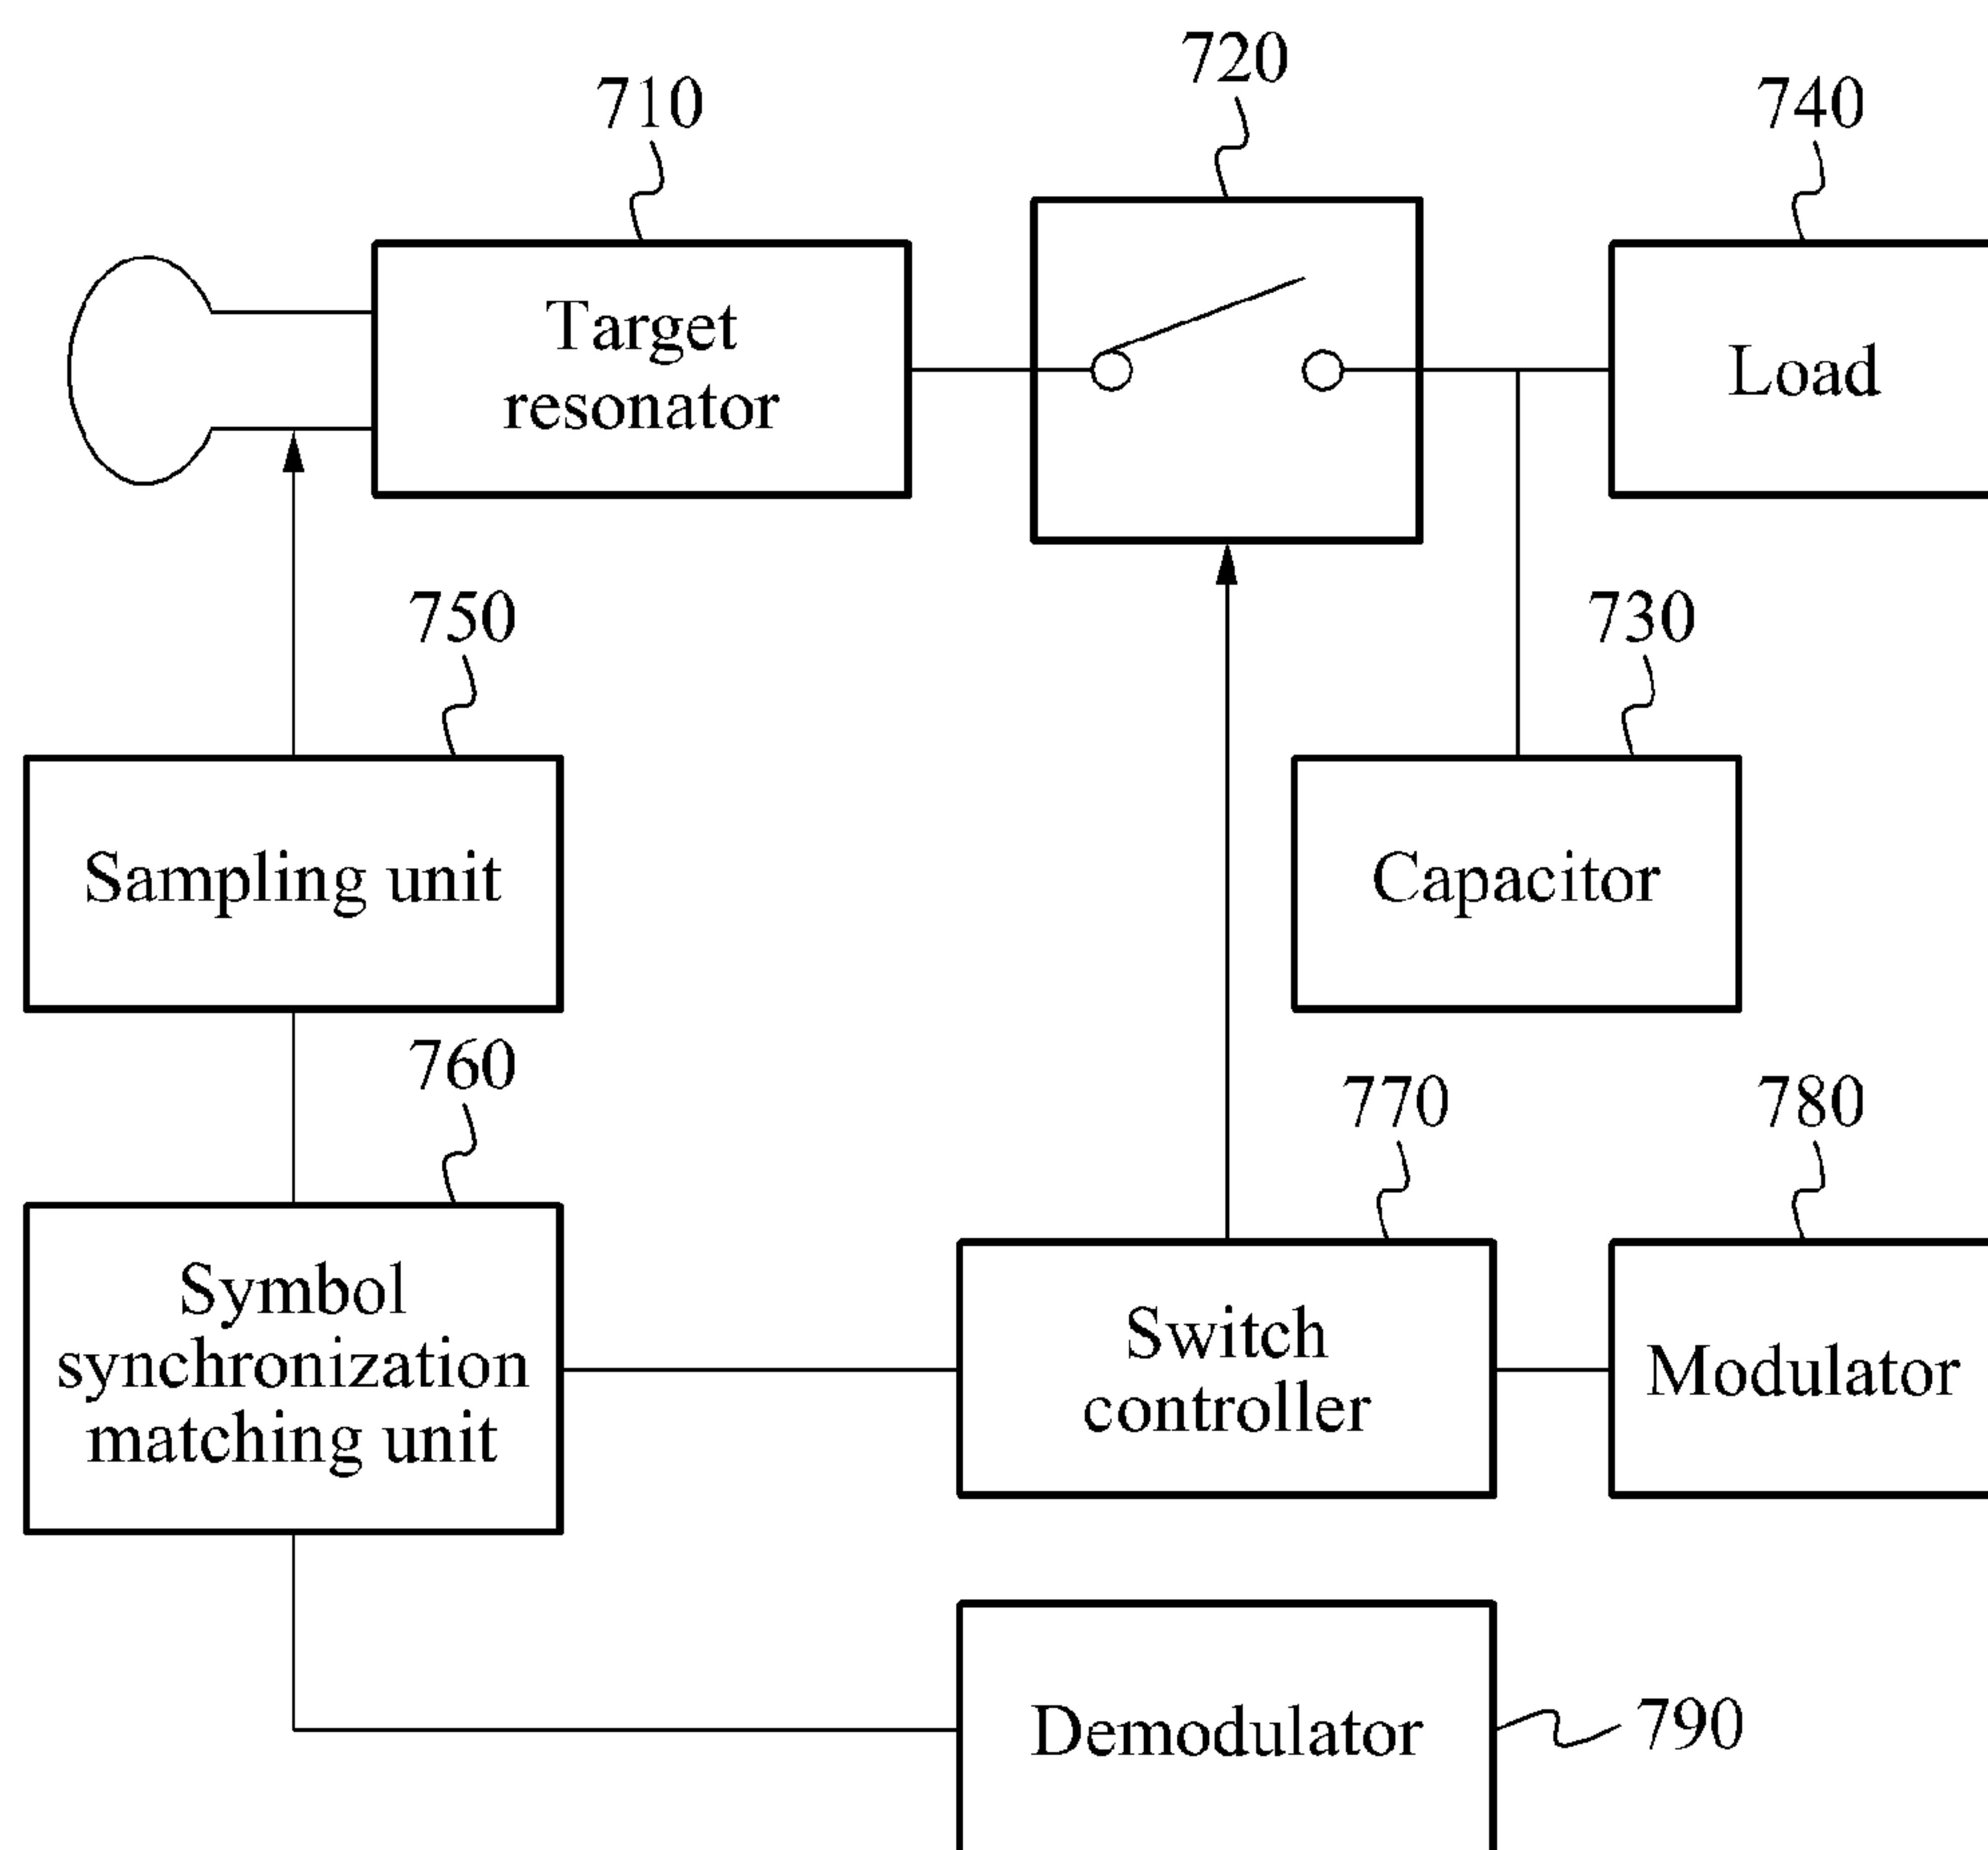 720
710
740
Target
resonator
Load
750
730
Sampling unit
Capacitor
760
770
780
Symbol
synchronization
matching unit
Switch
controller
Modulator
Demodulator
790